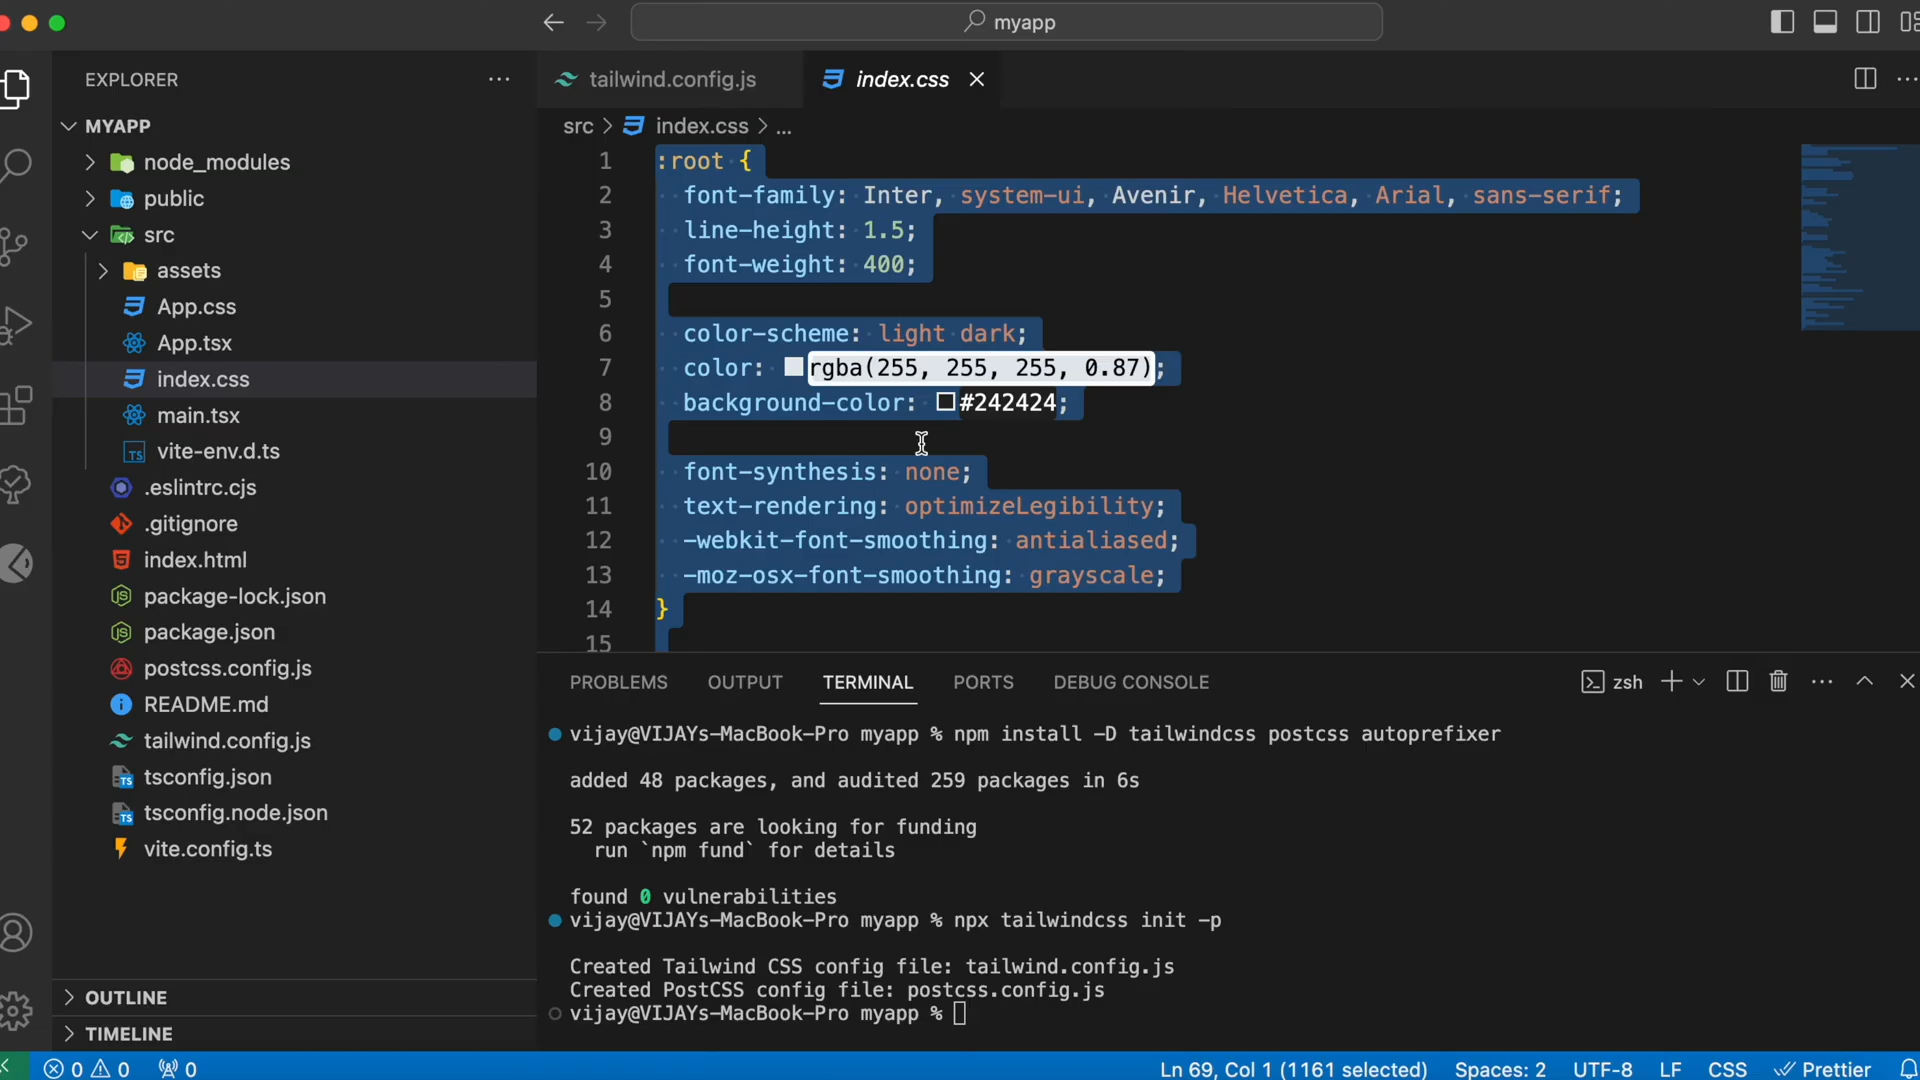 myapp
EXPLORER
MYAPP
node_modules
public
src
assets
App.css
App.tsx
index.css
main.tsx
TS vite-env.d.ts
.eslintrc.cjs
.gitignore
index.html
package-lock.json
package.json
postcss.config.js
README.md
tailwind.config.js
TS tsconfig.json
TS tsconfig.node.json
vite.config.ts
OUTLINE
TIMELINE
tailwind.config.js
index.css
src > index.css > ...
1 :root {
2 font-family: Inter, system-ui, Avenir, Helvetica, Arial, sans-serif;
3 line-height: 1.5;
4 font-weight: 400;
5
6 color-scheme: light dark;
7 color: rgba(255, 255, 255, 0.87);
8 background-color: #242424;
9
10 font-synthesis: none;
11 text-rendering: optimizeLegibility;
12 -webkit-font-smoothing: antialiased;
13 -moz-osx-font-smoothing: grayscale;
14 }
15
PROBLEMS OUTPUT TERMINAL PORTS DEBUG CONSOLE zsh
vijay@VIJAYs-MacBook-Pro myapp % npm install -D tailwindcss postcss autoprefixer
added 48 packages, and audited 259 packages in 6s
52 packages are looking for funding
run `npm fund` for details
found 0 vulnerabilities
vijay@VIJAYs-MacBook-Pro myapp % npx tailwindcss init -p
Created Tailwind CSS config file: tailwind.config.js
Created PostCSS config file: postcss.config.js
vijay@VIJAYs-MacBook-Pro myapp %
0 0 0 Ln 69, Col 1 (1161 selected) Spaces: 2 UTF-8 LF CSS Prettier